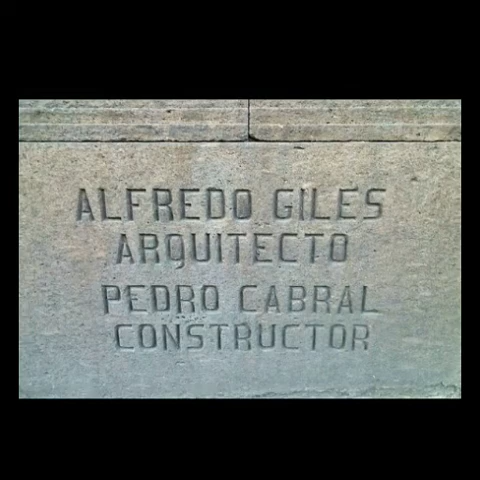 ALFREDO GILES
ARQUITECTO
PEDRO CABRAL
CONSTRUCTOR